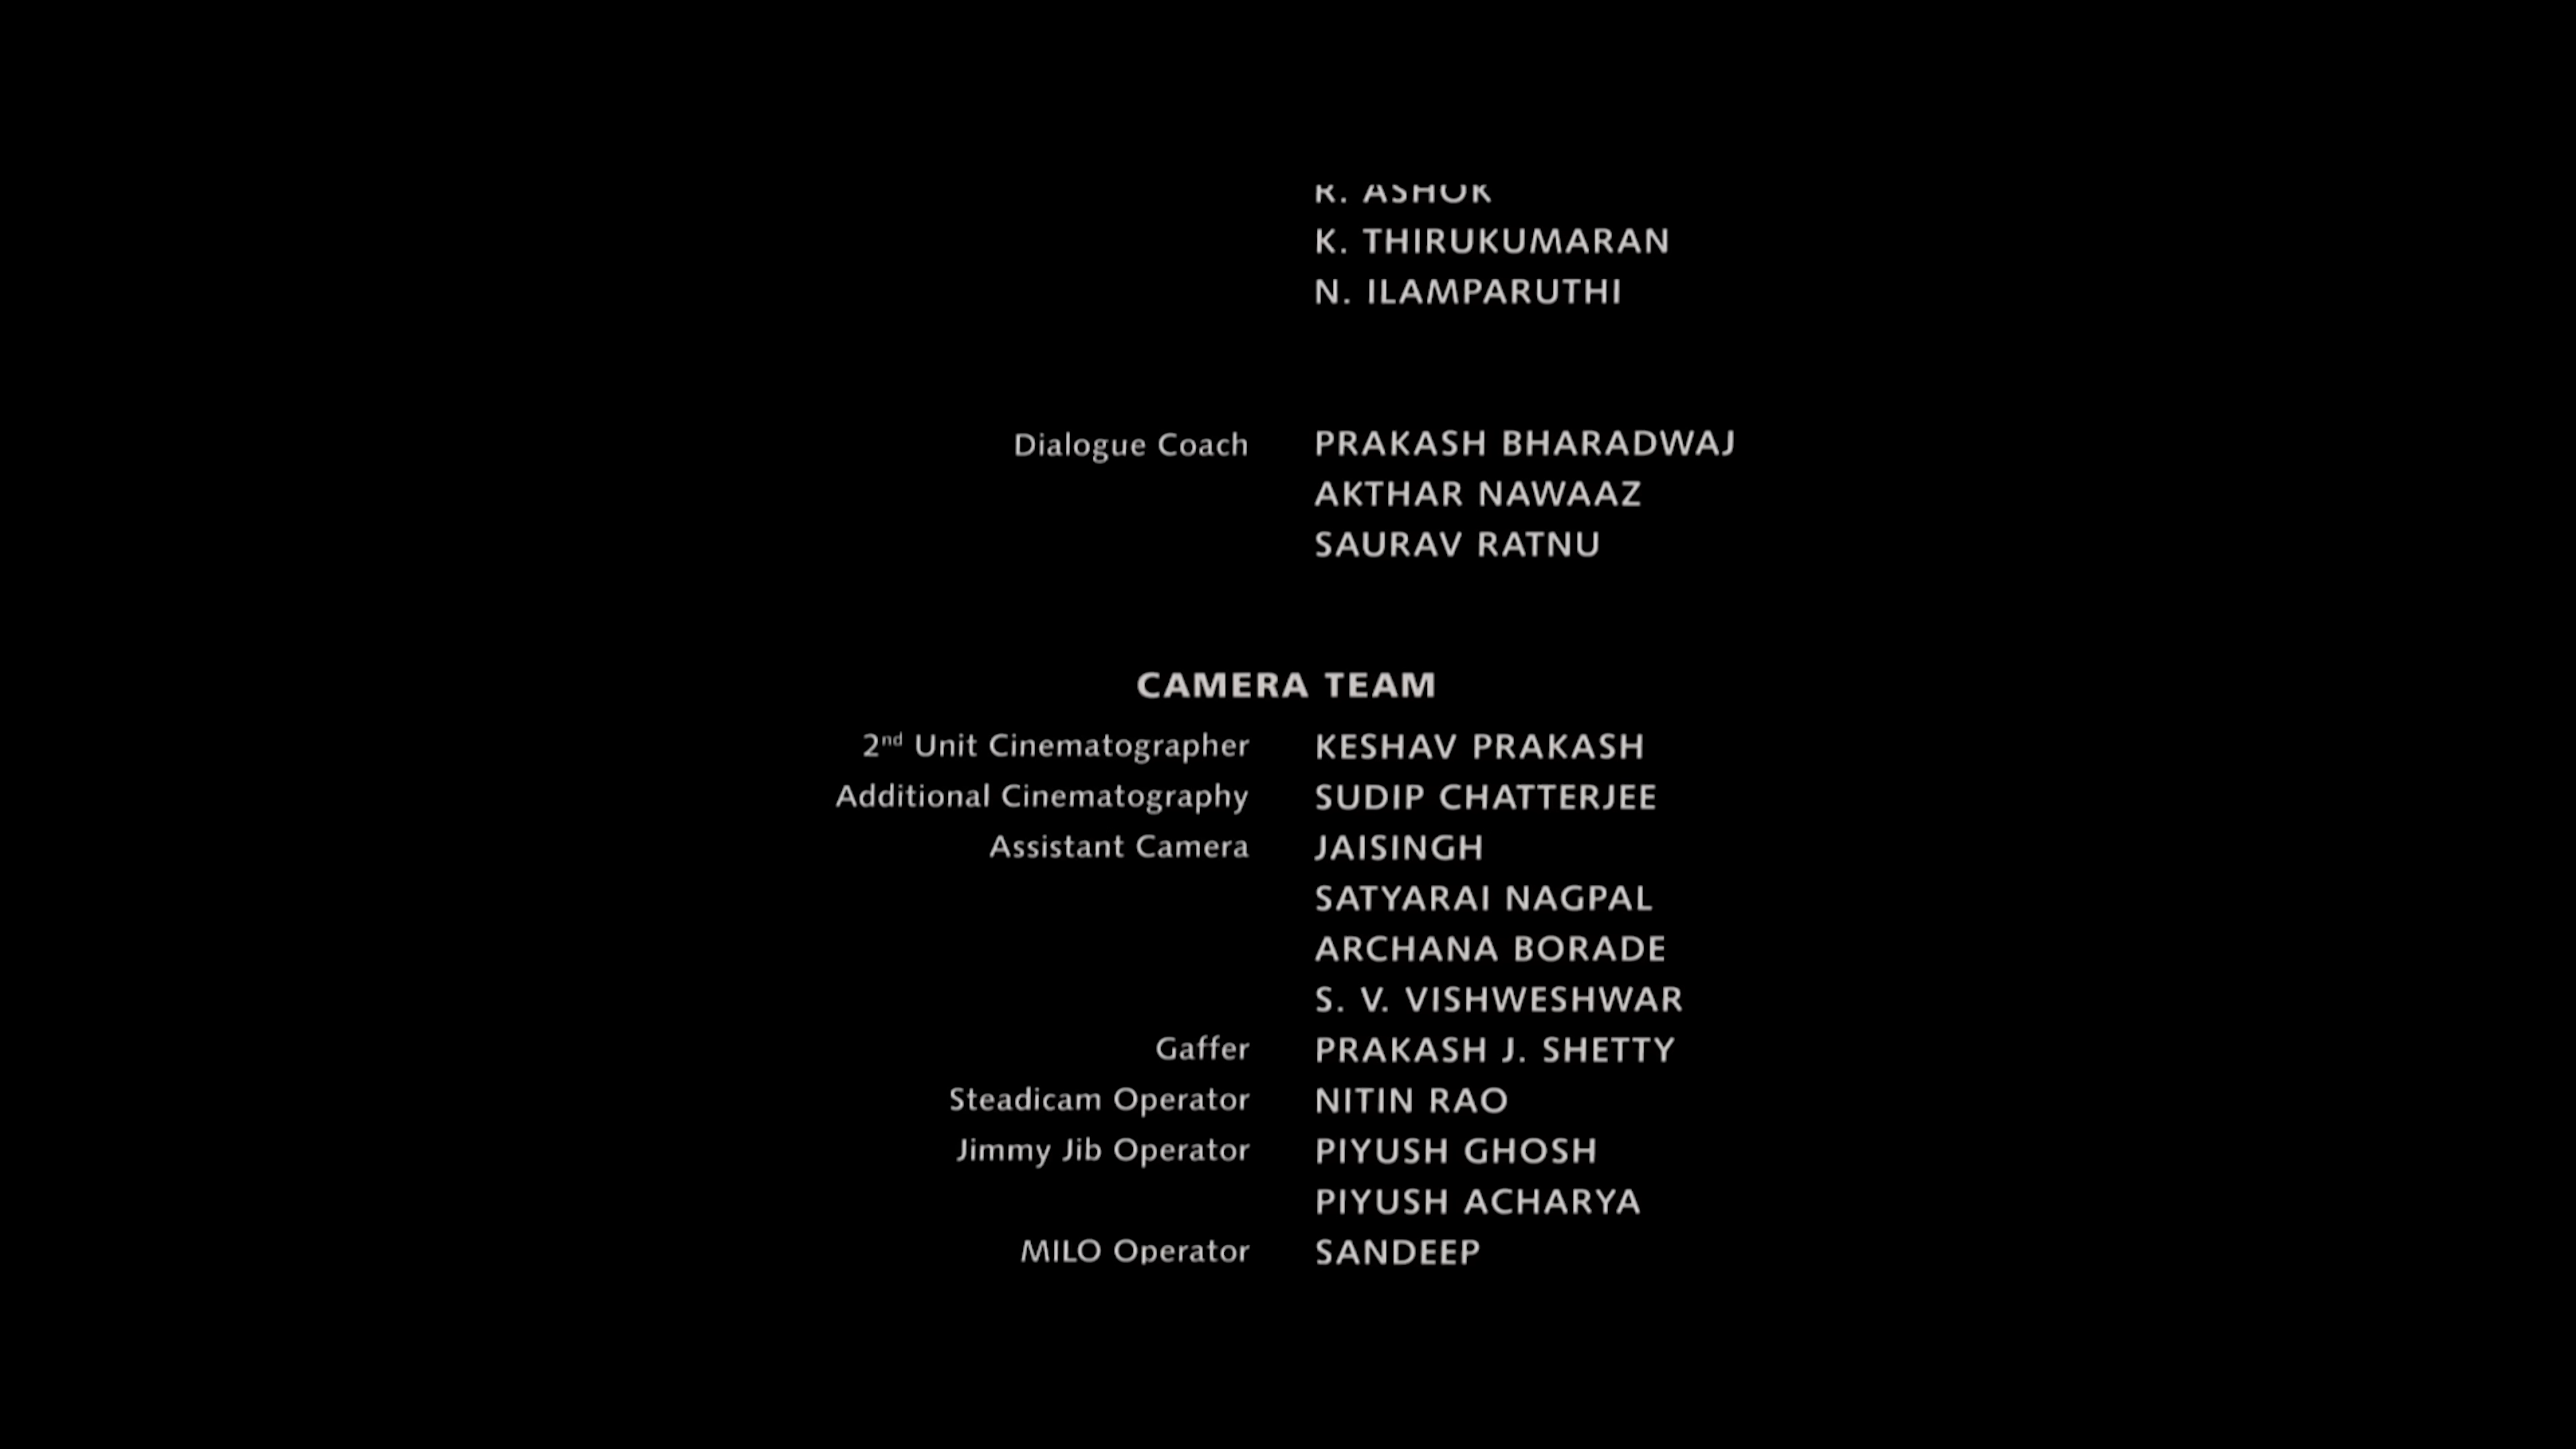 R. ASHOK
K. THIRUKUMARAN
N. ILAMPARUTHI
Dialogue Coach PRAKASH BHARADWAJ
AKTHAR NAWAAZ
SAURAV RATNU
CAMERA TEAM
2nd Unit Cinematographer KESHAV PRAKASH
Additional Cinematography SUDIP CHATTERJEE
Assistant Camera JAISINGH
SATYARAI NAGPAL
ARCHANA BORADE
S. V. VISHWESHWAR
Gaffer PRAKASH J. SHETTY
Steadicam Operator NITIN RAO
Jimmy Jib Operator PIYUSH GHOSH
PIYUSH ACHARYA
MILO Operator SANDEEP